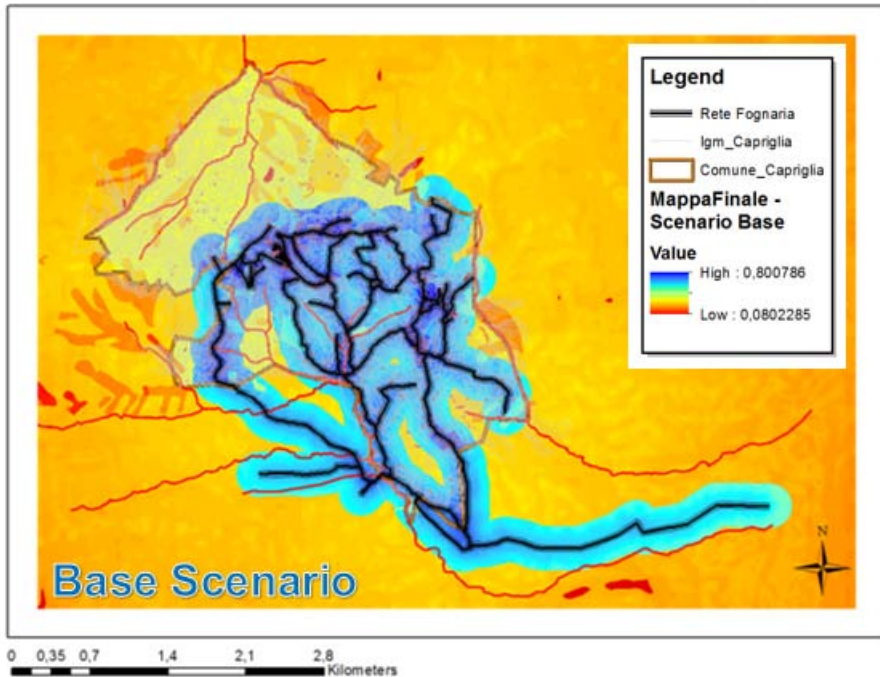 Legend
Rete Fognaria
Igm_Capriglia
Comune_Capriglia
MappaFinale -
Scenario Base
Value
High : 0,800786
Low : 0,0802285
N
Base Scenario
0 0,35 0,7 1,4 2,1 2,8
Kilometers